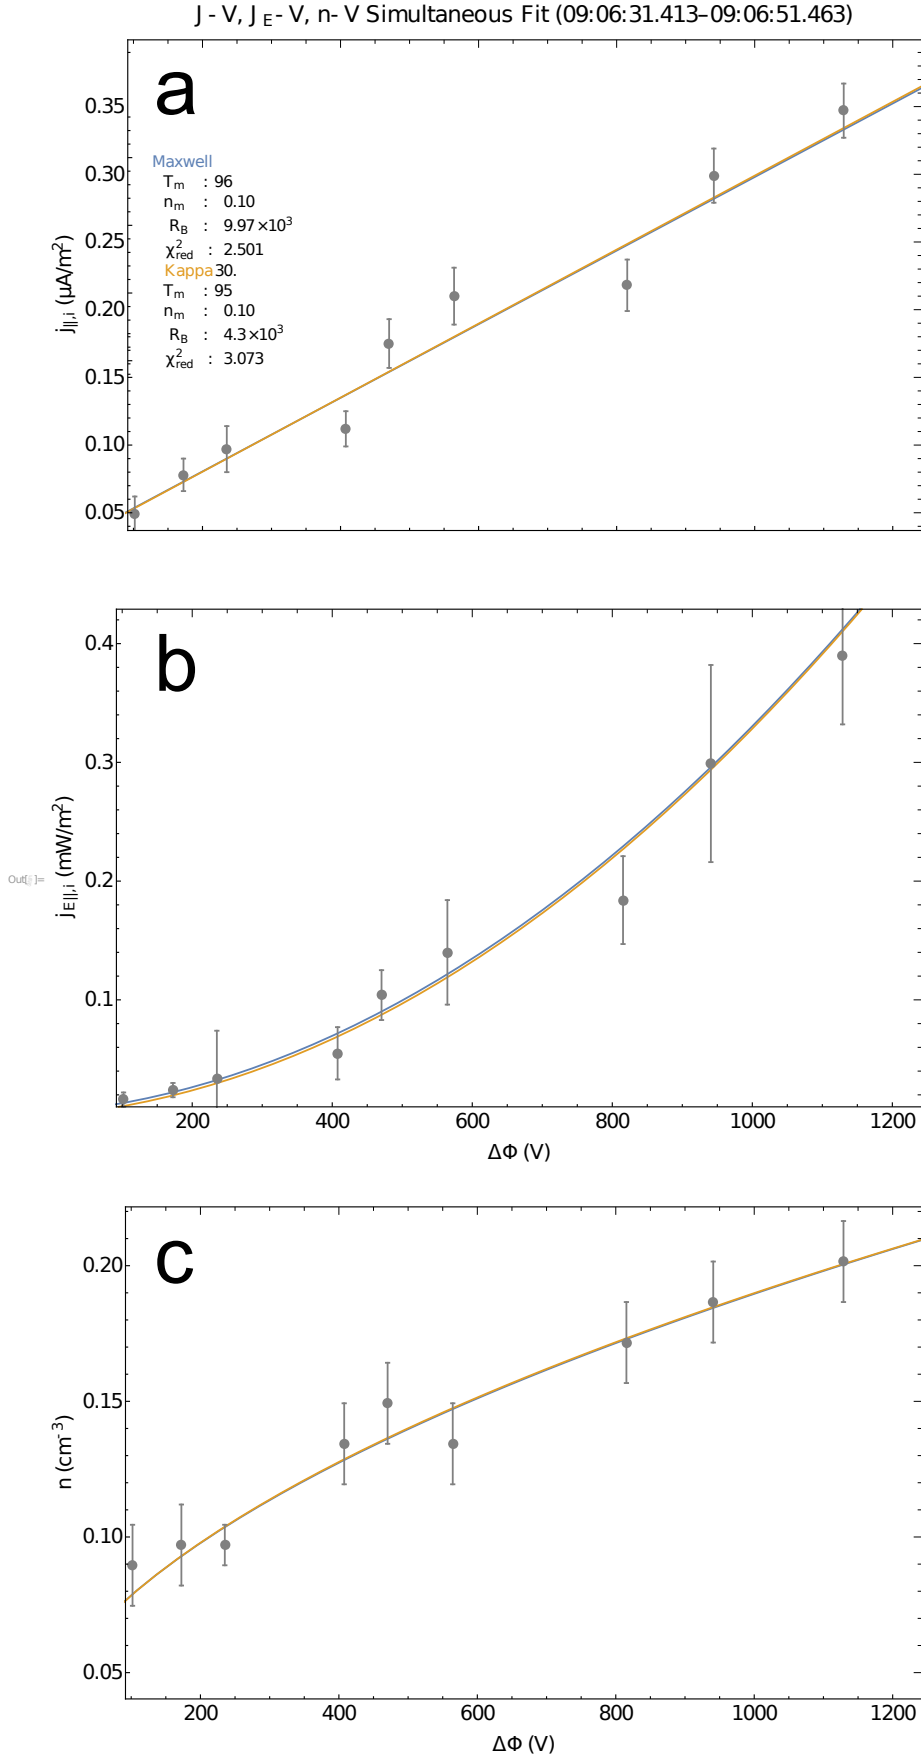 J - V, J E - V, n- V Simultaneous Fit (09:06:31.413–09:06:51.463)
a
Maxwell
Tm : 96
nm : 0.10
RB : 9.97×10³
χ²red : 2.501
Kappa 30.
Tm : 95
nm : 0.10
RB : 4.3×10³
χ²red : 3.073
j||,i (μA/m²)
0.35
0.30
0.25
0.20
0.15
0.10
0.05
b
jE||,i (mW/m²)
0.4
0.3
0.2
0.1
200 400 600 800 1000 1200
ΔΦ (V)
c
n (cm⁻³)
0.20
0.15
0.10
0.05
200 400 600 800 1000 1200
ΔΦ (V)